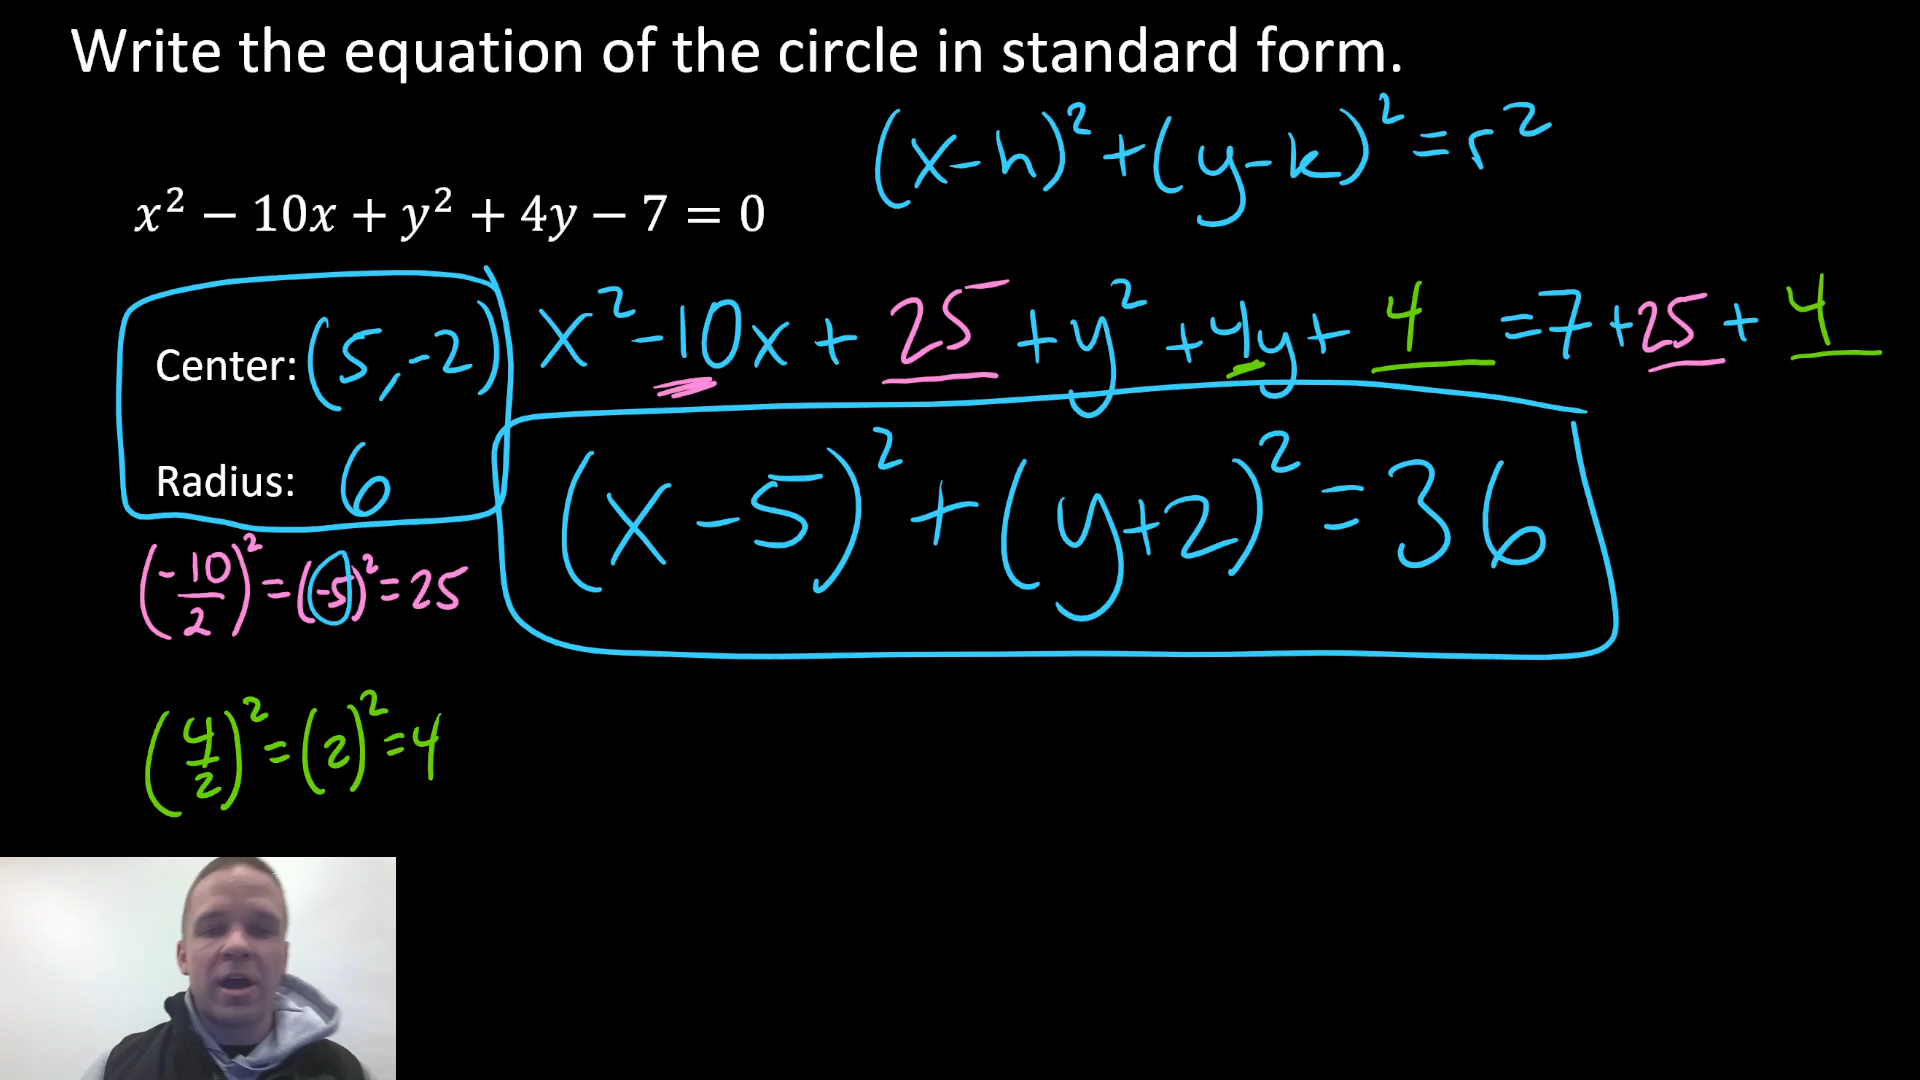 Write the equation of the circle in standard form.
(x-h)²+(y-k)²=r²
x² − 10x + y² + 4y − 7 = 0
x²-10x+25+y²+4y+4=7+25+4
Center: (5,-2)
(x-5)²+(y+2)²=36
Radius: 6
(-10/2)²=(-5)²=25
(4/2)²=(2)²=4